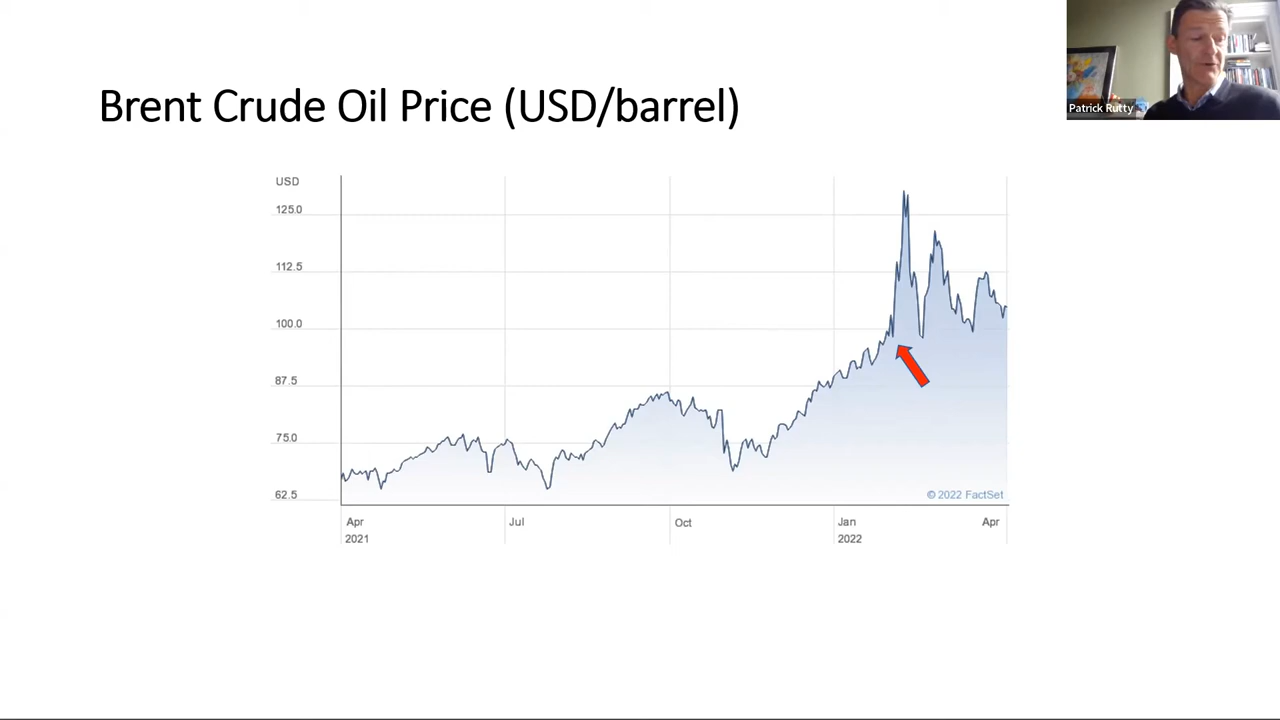 Patrick Rutty
Brent Crude Oil Price (USD/barrel)
USD
125.0
112.5
100.0
87.5
75.0
62.5
© 2022 FactSet
Apr Jul Oct Jan Apr
2021 2022